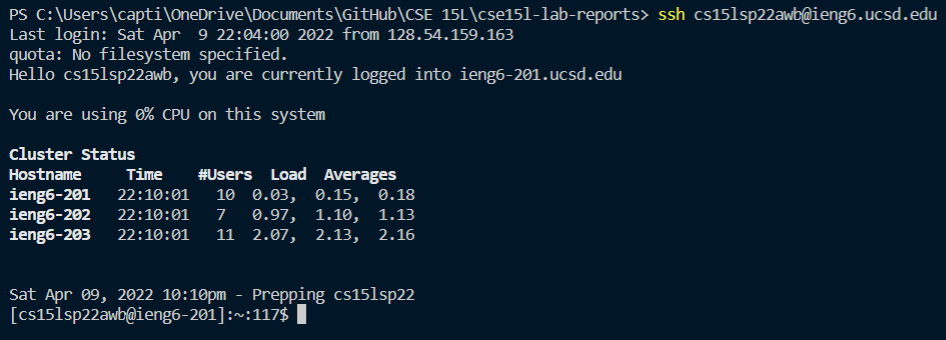 PS C:\Users\capti\OneDrive\Documents\GitHub\CSE 15L\cse15l-lab-reports> ssh cs15lsp22awb@ieng6.ucsd.edu
Last login: Sat Apr  9 22:04:00 2022 from 128.54.159.163
quota: No filesystem specified.
Hello cs15lsp22awb, you are currently logged into ieng6-201.ucsd.edu
You are using 0% CPU on this system
Cluster Status
Hostname     Time    #Users  Load  Averages
ieng6-201   22:10:01   10  0.03,  0.15,  0.18
ieng6-202   22:10:01   7   0.97,  1.10,  1.13
ieng6-203   22:10:01   11  2.07,  2.13,  2.16
Sat Apr 09, 2022 10:10pm - Prepping cs15lsp22
[cs15lsp22awb@ieng6-201]:~:117$